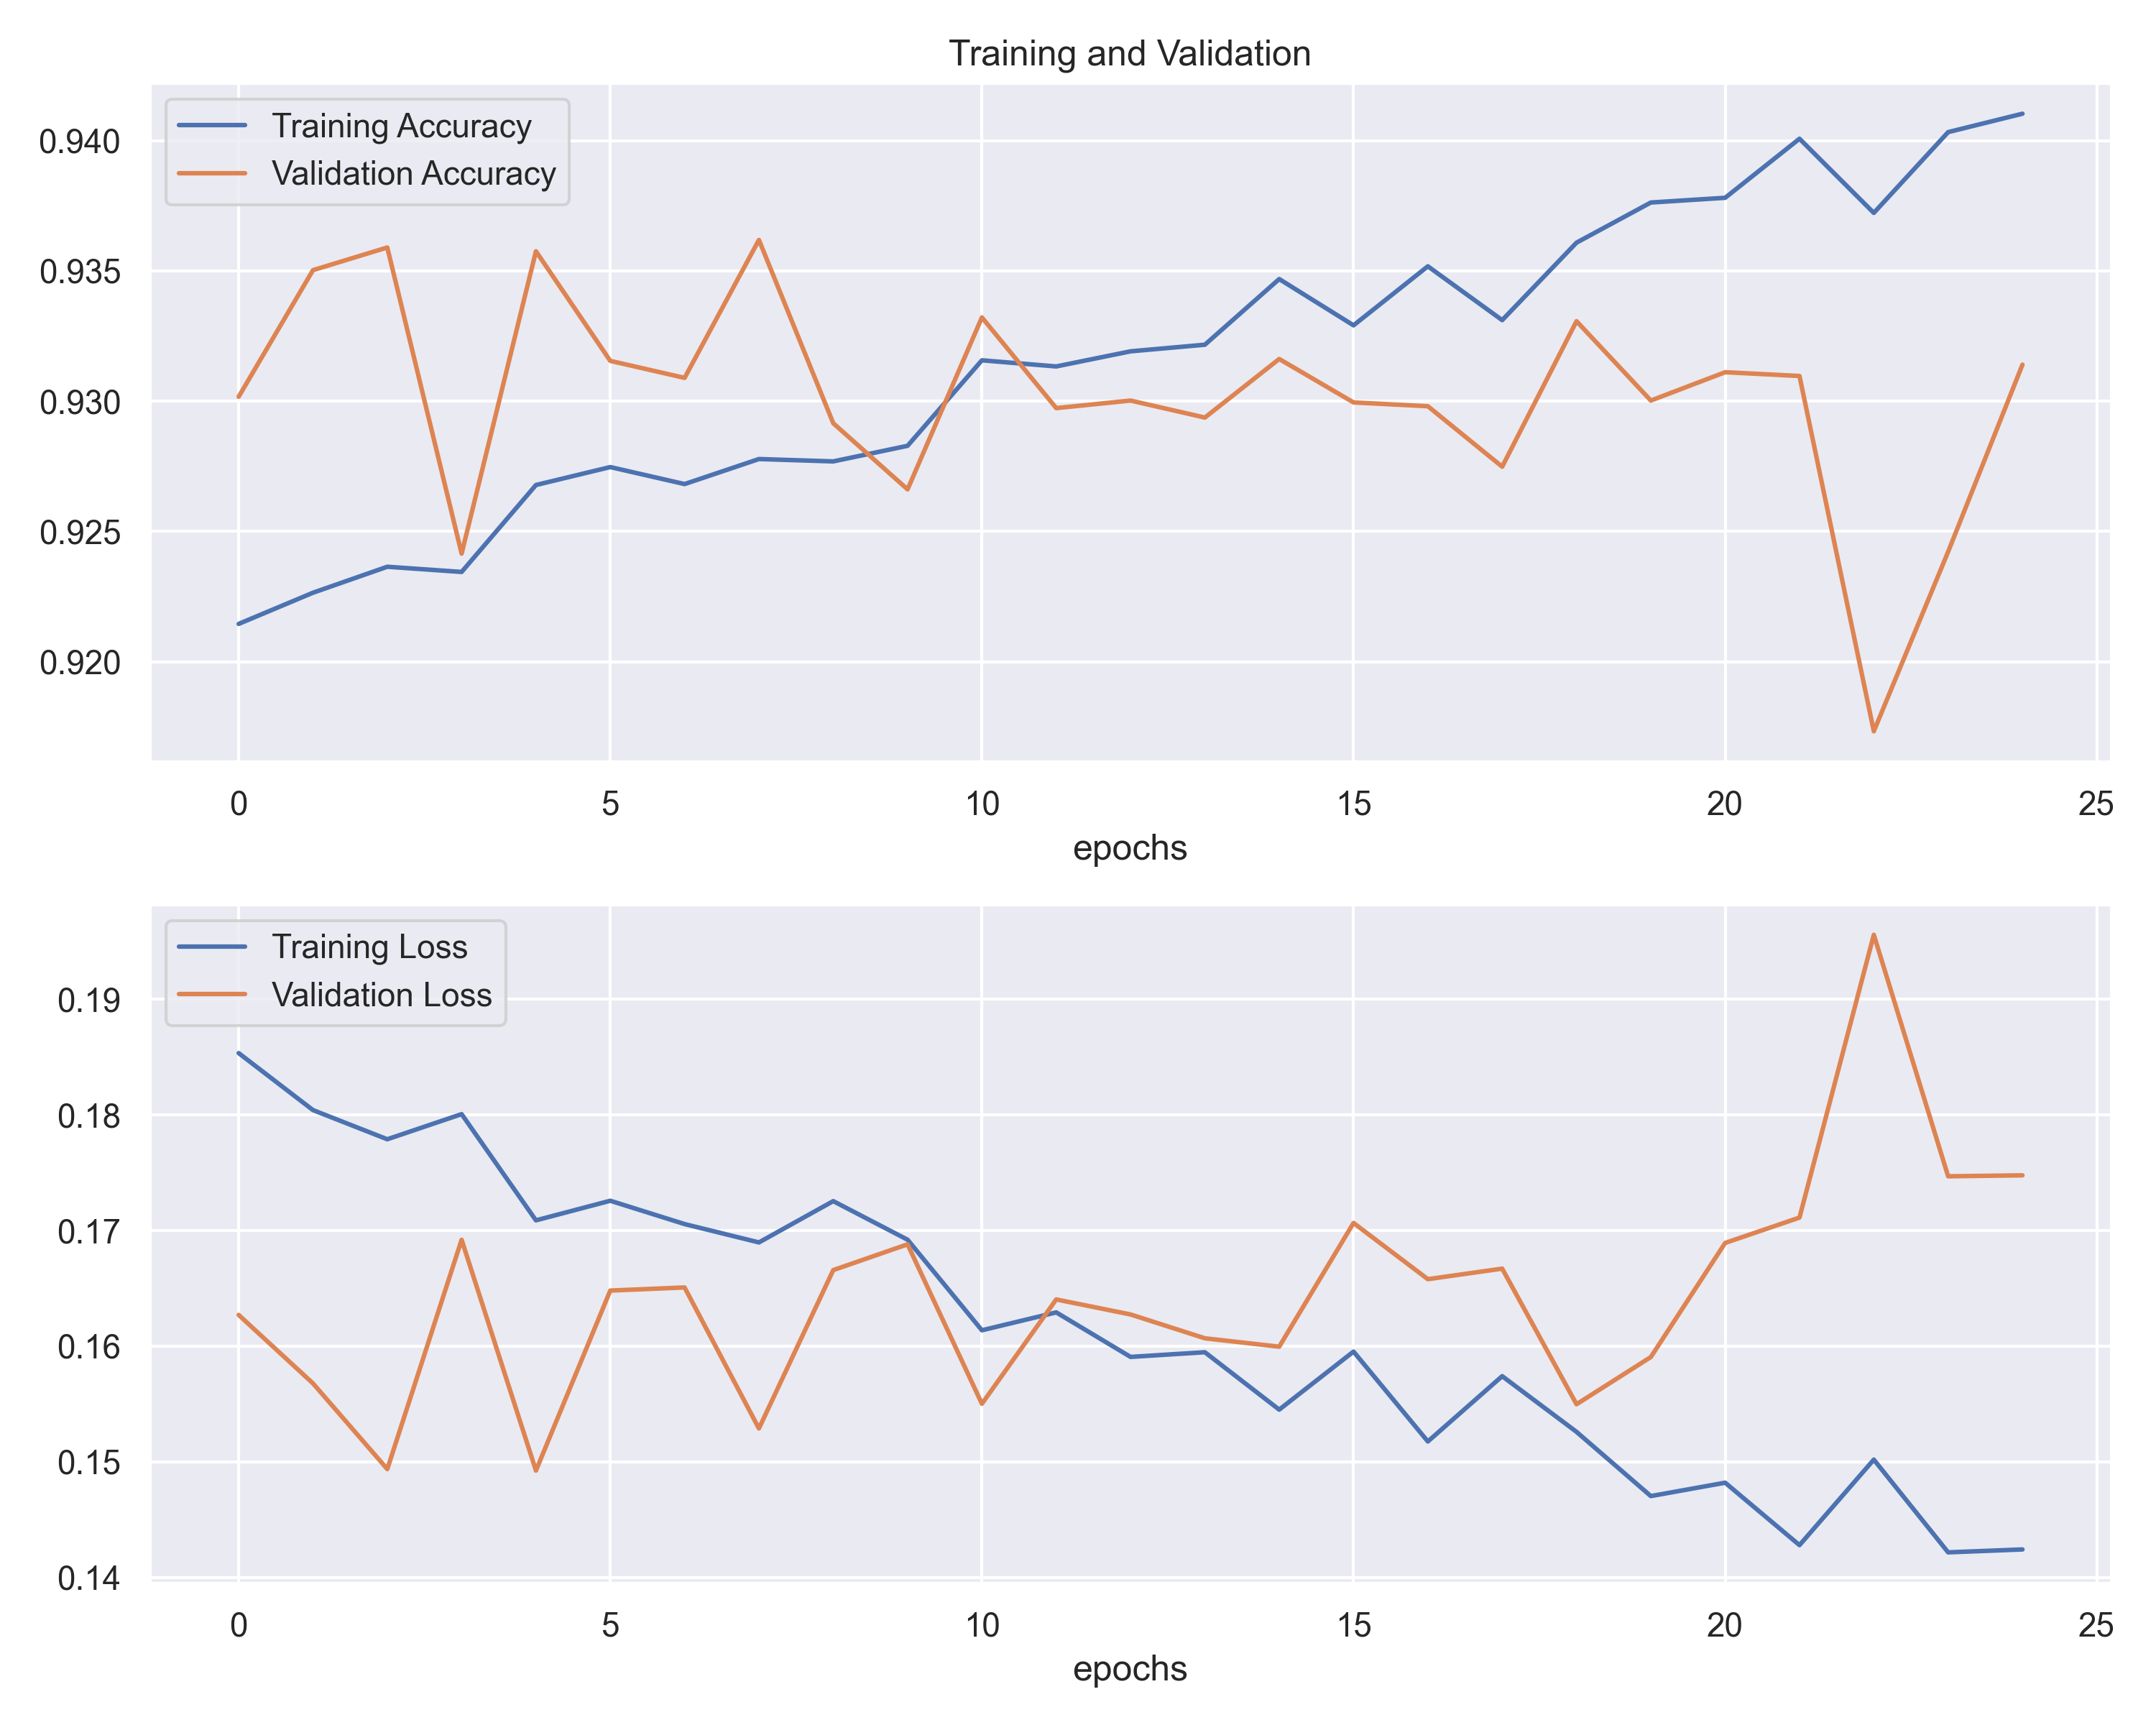 Training and Validation
Training Accuracy
Validation Accuracy
0.940
0.935
0.930
0.925
0.920
0 5 10 15 20 25
epochs
Training Loss
Validation Loss
0.19
0.18
0.17
0.16
0.15
0.14
0 5 10 15 20 25
epochs